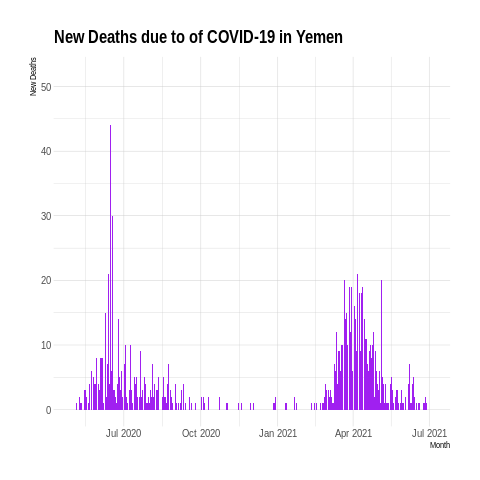 New Deaths due to of COVID-19 in Yemen
New Deaths
50
40
30
20
10
0
Jul 2020
Oct 2020
Jan 2021
Apr 2021
Jul 2021
Month